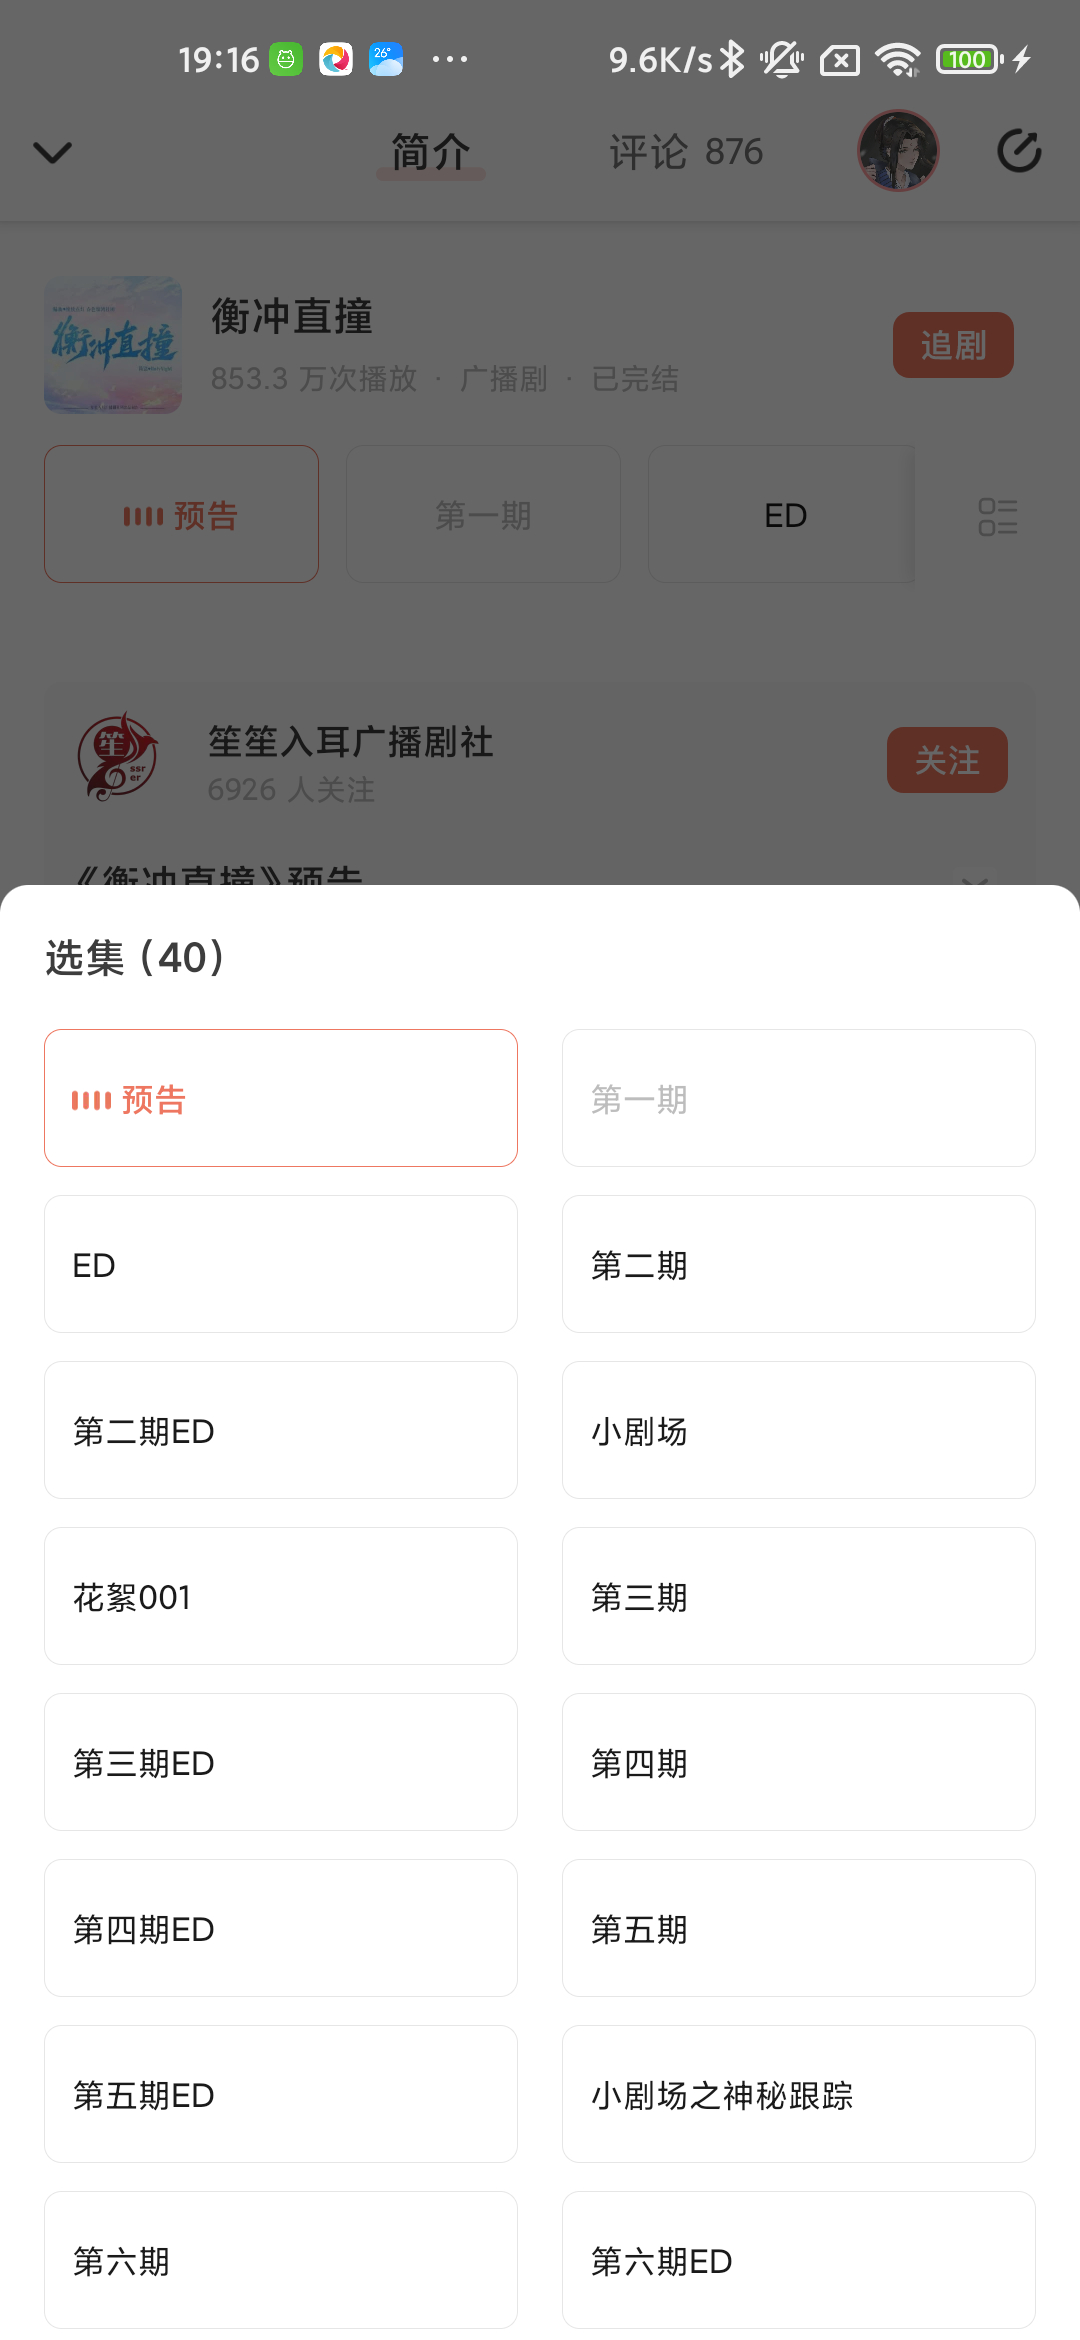 19:16 26° ··· 9.6K/s 100
简介 评论 876
衡冲直撞
衡冲直撞
853.3 万次播放 · 广播剧 · 已完结
追剧
预告 第一期 ED
笙 ssr er
笙笙入耳广播剧社
6926 人关注
关注
《衡冲直撞》预告
选集 (40)
预告 第一期
ED 第二期
第二期ED 小剧场
花絮001 第三期
第三期ED 第四期
第四期ED 第五期
第五期ED 小剧场之神秘跟踪
第六期 第六期ED